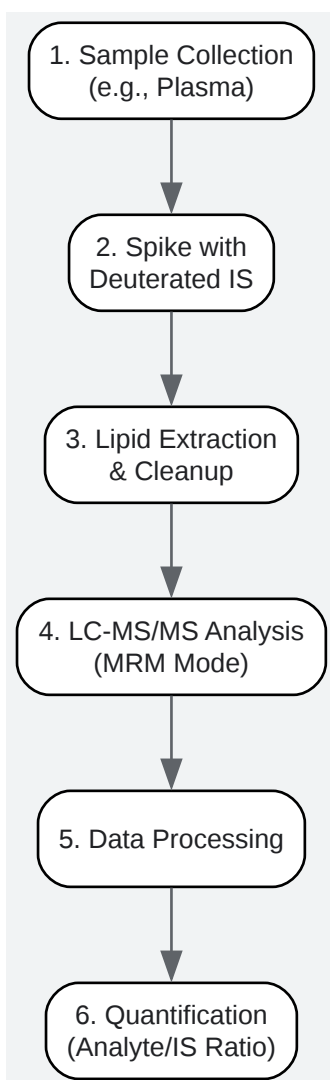 1. Sample Collection
(e.g., Plasma)
2. Spike with
Deuterated IS
3. Lipid Extraction
& Cleanup
4. LC-MS/MS Analysis
(MRM Mode)
5. Data Processing
6. Quantification
(Analyte/IS Ratio)